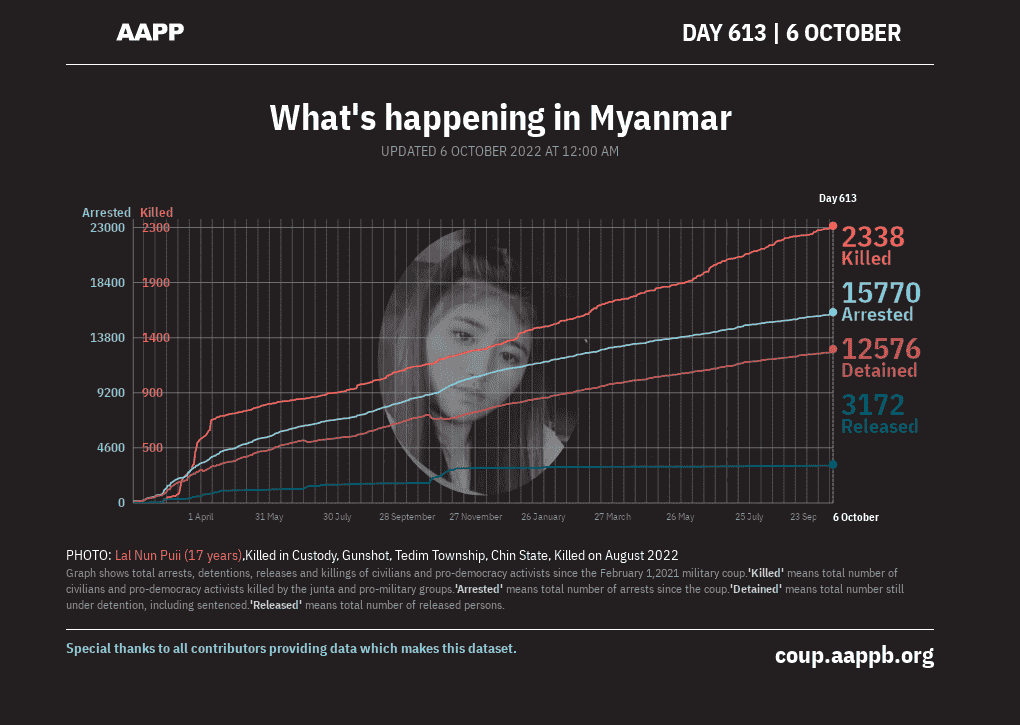 AAPP
DAY 613 | 6 OCTOBER
What's happening in Myanmar
UPDATED 6 OCTOBER 2022 AT 12:00 AM
Day 613
Arrested Killed
23000 2300
2338
Killed
18400 1900
15770
Arrested
13800 1400
12576
Detained
9200 900
3172
Released
4600 500
0
1 April 31 May 30 July 28 September 27 November 26 January 27 March 26 May 25 July 23 Sep 6 October
PHOTO: Lal Nun Puii (17 years),Killed in Custody, Gunshot, Tedim Township, Chin State, Killed on August 2022
Graph shows total arrests, detentions, releases and killings of civilians and pro-democracy activists since the February 1,2021 military coup.'Killed' means total number of
civilians and pro-democracy activists killed by the junta and pro-military groups.'Arrested' means total number of arrests since the coup.'Detained' means total number still
under detention, including sentenced.'Released' means total number of released persons.
Special thanks to all contributors providing data which makes this dataset.
coup.aappb.org